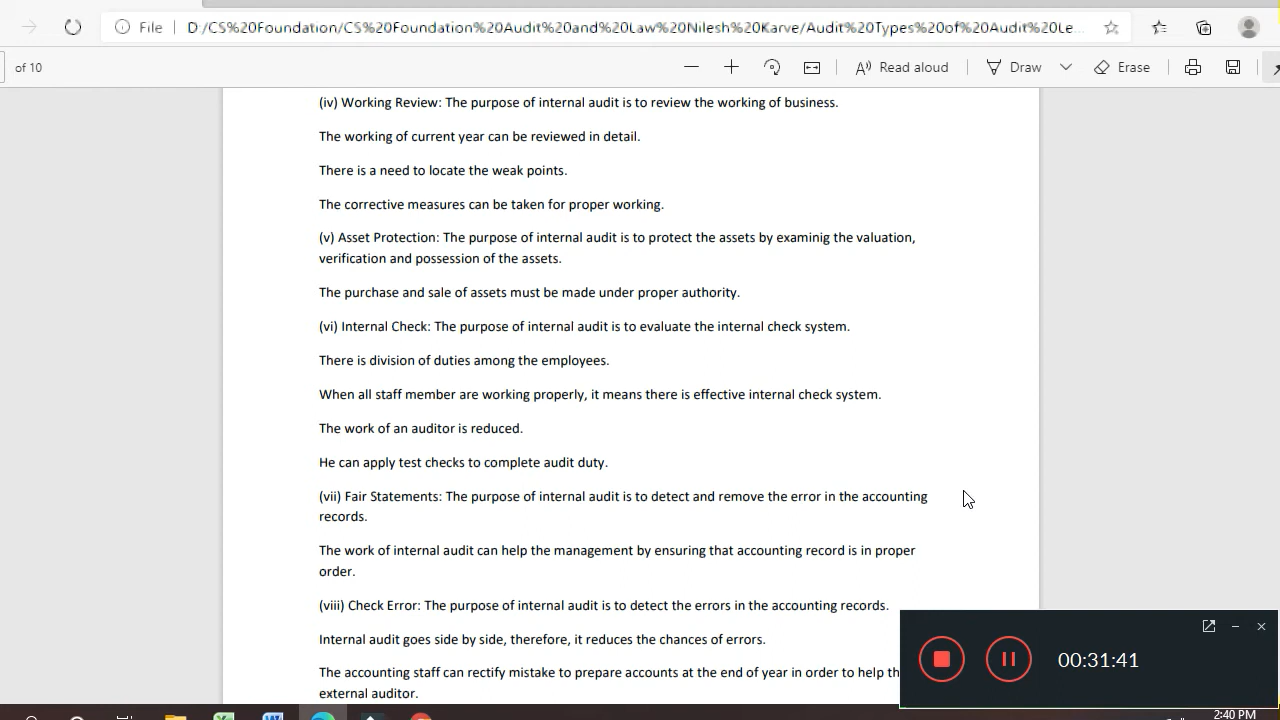 File
D:/CS%20Foundation/CS%20Foundation%20Audit%20and%20Law%20Nilesh%20Karve/Audit%20Types%20of%20Audit%20Le...
of 10
Read aloud
Draw
Erase
(iv) Working Review: The purpose of internal audit is to review the working of business.
The working of current year can be reviewed in detail.
There is a need to locate the weak points.
The corrective measures can be taken for proper working.
(v) Asset Protection: The purpose of internal audit is to protect the assets by examinig the valuation,
verification and possession of the assets.
The purchase and sale of assets must be made under proper authority.
(vi) Internal Check: The purpose of internal audit is to evaluate the internal check system.
There is division of duties among the employees.
When all staff member are working properly, it means there is effective internal check system.
The work of an auditor is reduced.
He can apply test checks to complete audit duty.
(vii) Fair Statements: The purpose of internal audit is to detect and remove the error in the accounting
records.
The work of internal audit can help the management by ensuring that accounting record is in proper
order.
(viii) Check Error: The purpose of internal audit is to detect the errors in the accounting records.
Internal audit goes side by side, therefore, it reduces the chances of errors.
The accounting staff can rectify mistake to prepare accounts at the end of year in order to help th
external auditor.
00:31:41
2:40 PM